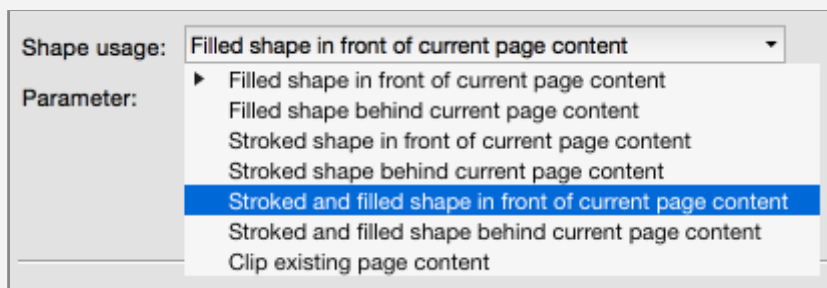 Shape usage: Filled shape in front of current page content
Filled shape in front of current page content
Parameter:
Filled shape behind current page content
Stroked shape in front of current page content
Stroked shape behind current page content
Stroked and filled shape in front of current page content
Stroked and filled shape behind current page content
Clip existing page content